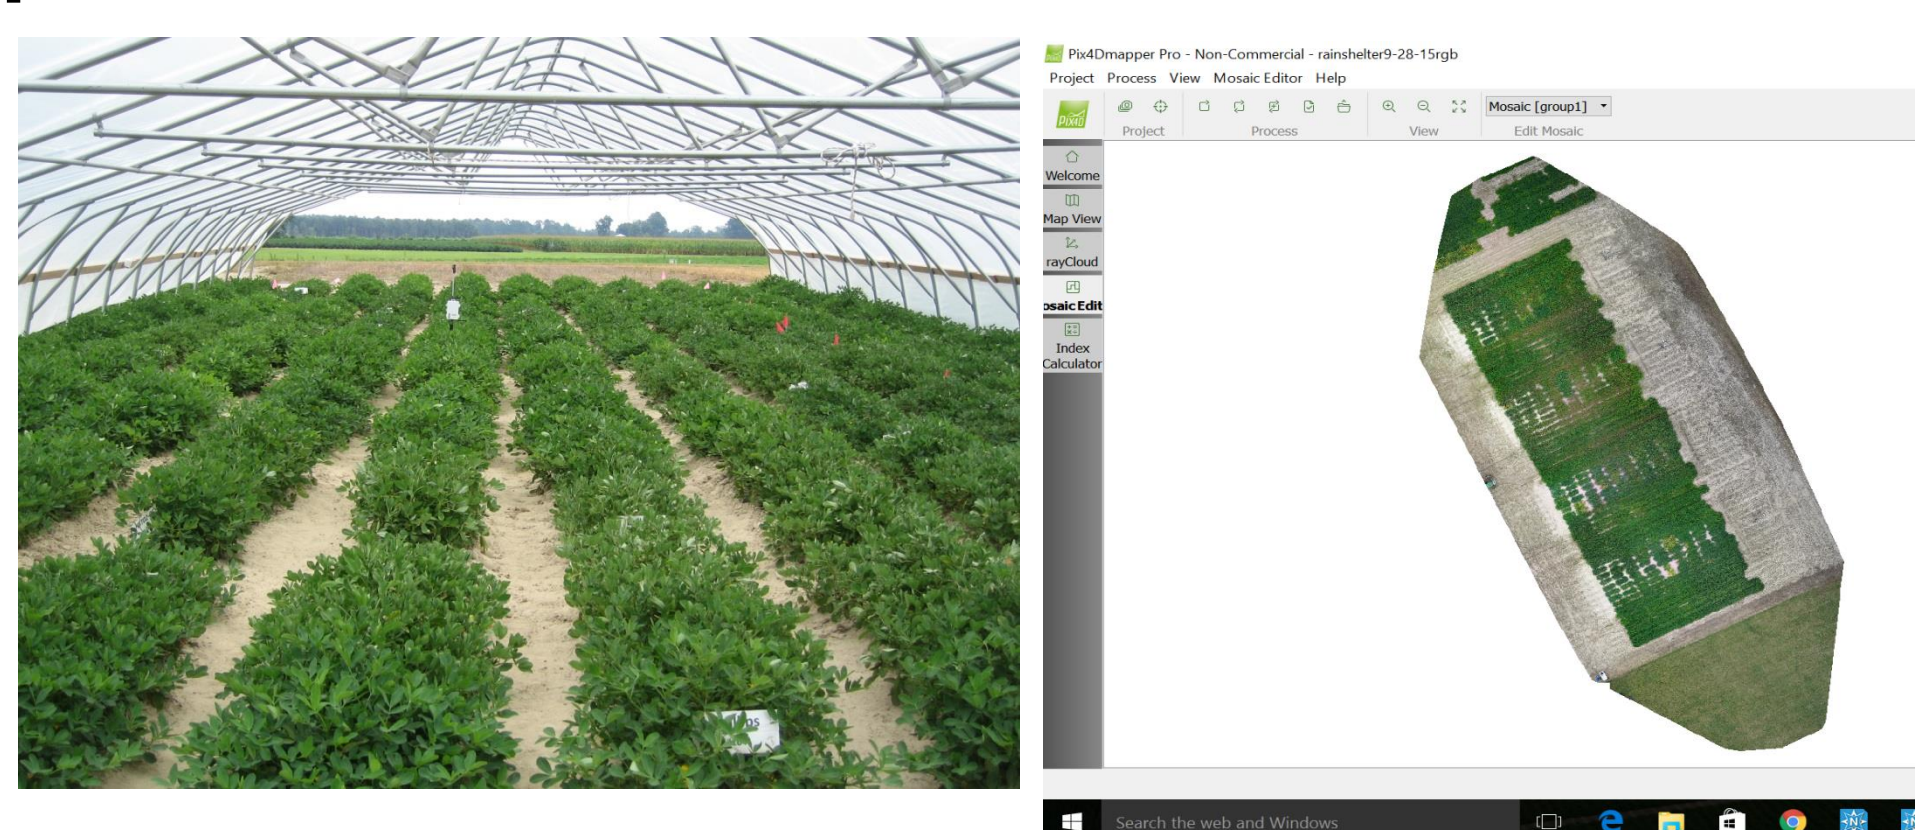 Pix4Dmapper Pro - Non-Commercial - rainshelter9-28-15rgb
Project Process View Mosaic Editor Help
Mosaic [group1]
PIX4D
Project Process View Edit Mosaic
Welcome
Map View
rayCloud
osaic Edit
Index
Calculator
Search the web and Windows